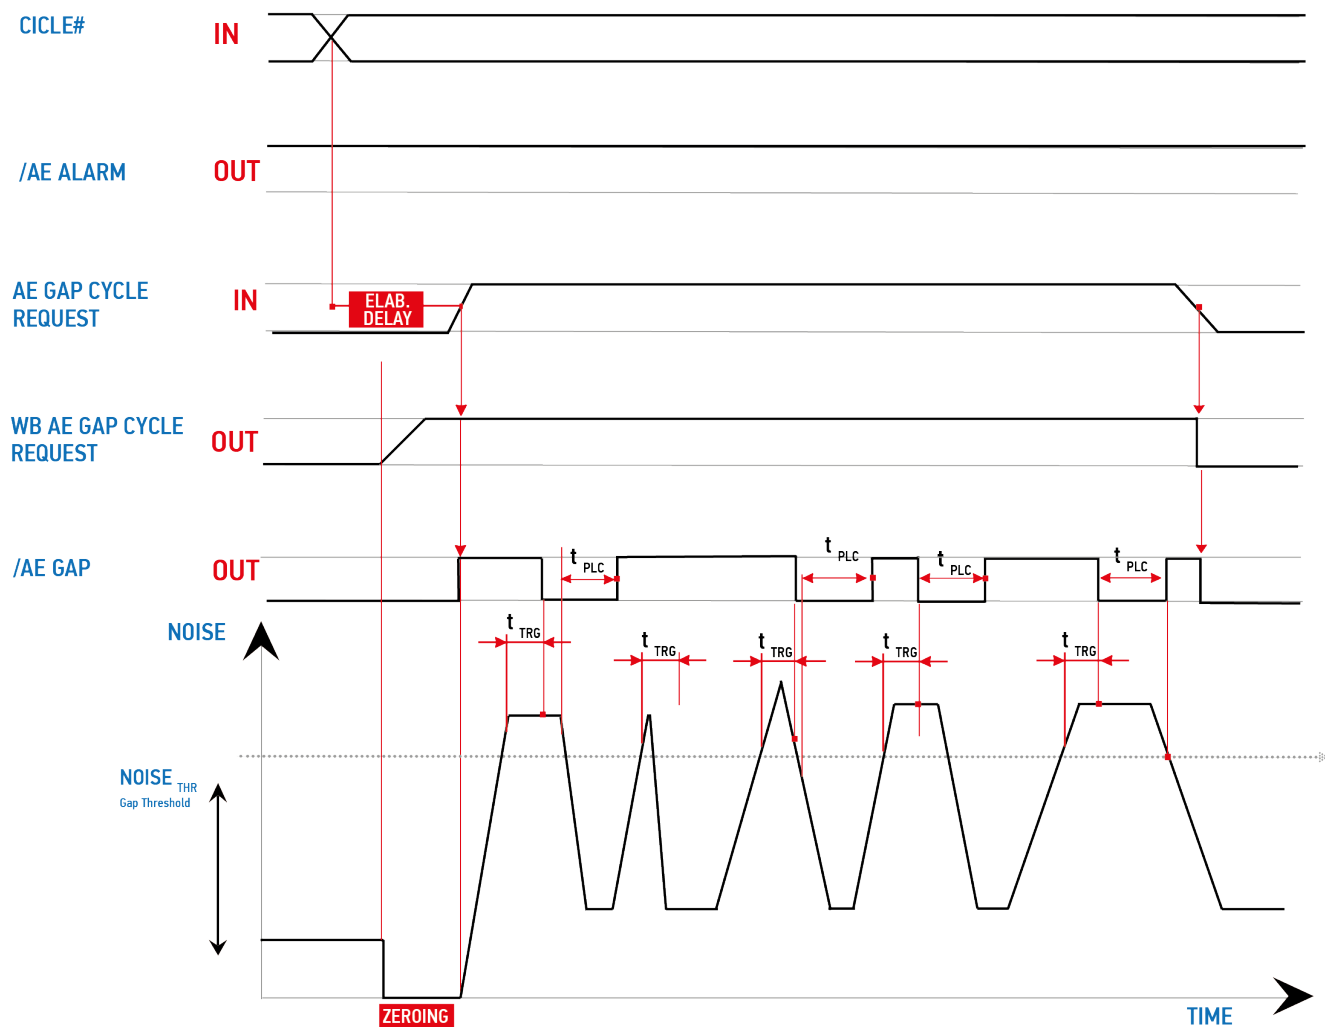 CICLE#
IN
/AE ALARM
OUT
AE GAP CYCLE
REQUEST
IN
ELAB.
DELAY
WB AE GAP CYCLE
REQUEST
OUT
/AE GAP
OUT
t PLC
t PLC
t PLC
t PLC
NOISE
t TRG
t TRG
t TRG
t TRG
t TRG
NOISE THR
Gap Threshold
ZEROING
TIME